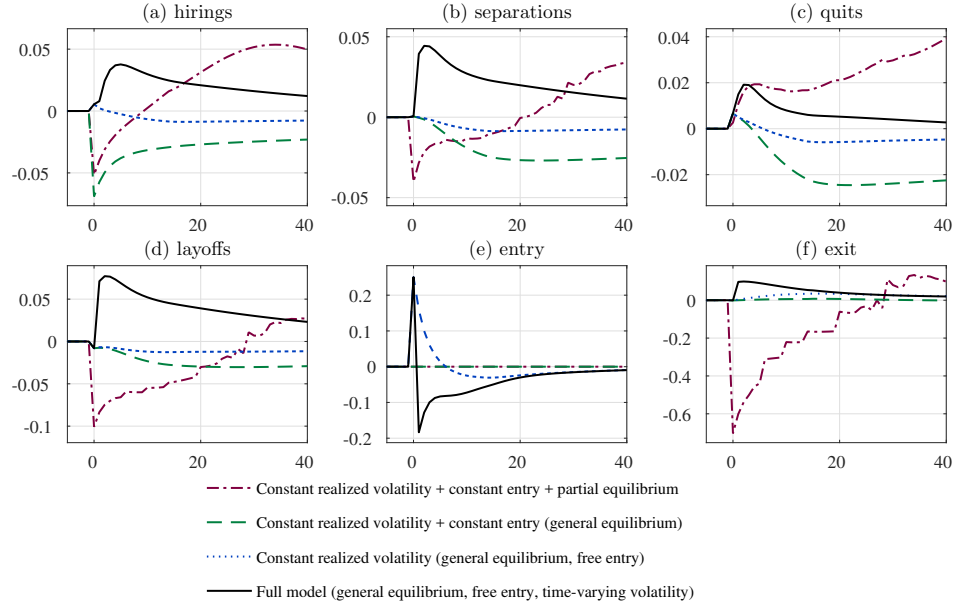 (a) hirings
(b) separations
(c) quits
0.05
0
-0.05
0 20 40
0.05
0
-0.05
0 20 40
0.04
0.02
0
-0.02
0 20 40
(d) layoffs
(e) entry
(f) exit
0.05
0
-0.05
-0.1
0 20 40
0.2
0.1
0
-0.1
-0.2
0 20 40
0
-0.2
-0.4
-0.6
0 20 40
Constant realized volatility + constant entry + partial equilibrium
Constant realized volatility + constant entry (general equilibrium)
Constant realized volatility (general equilibrium, free entry)
Full model (general equilibrium, free entry, time-varying volatility)